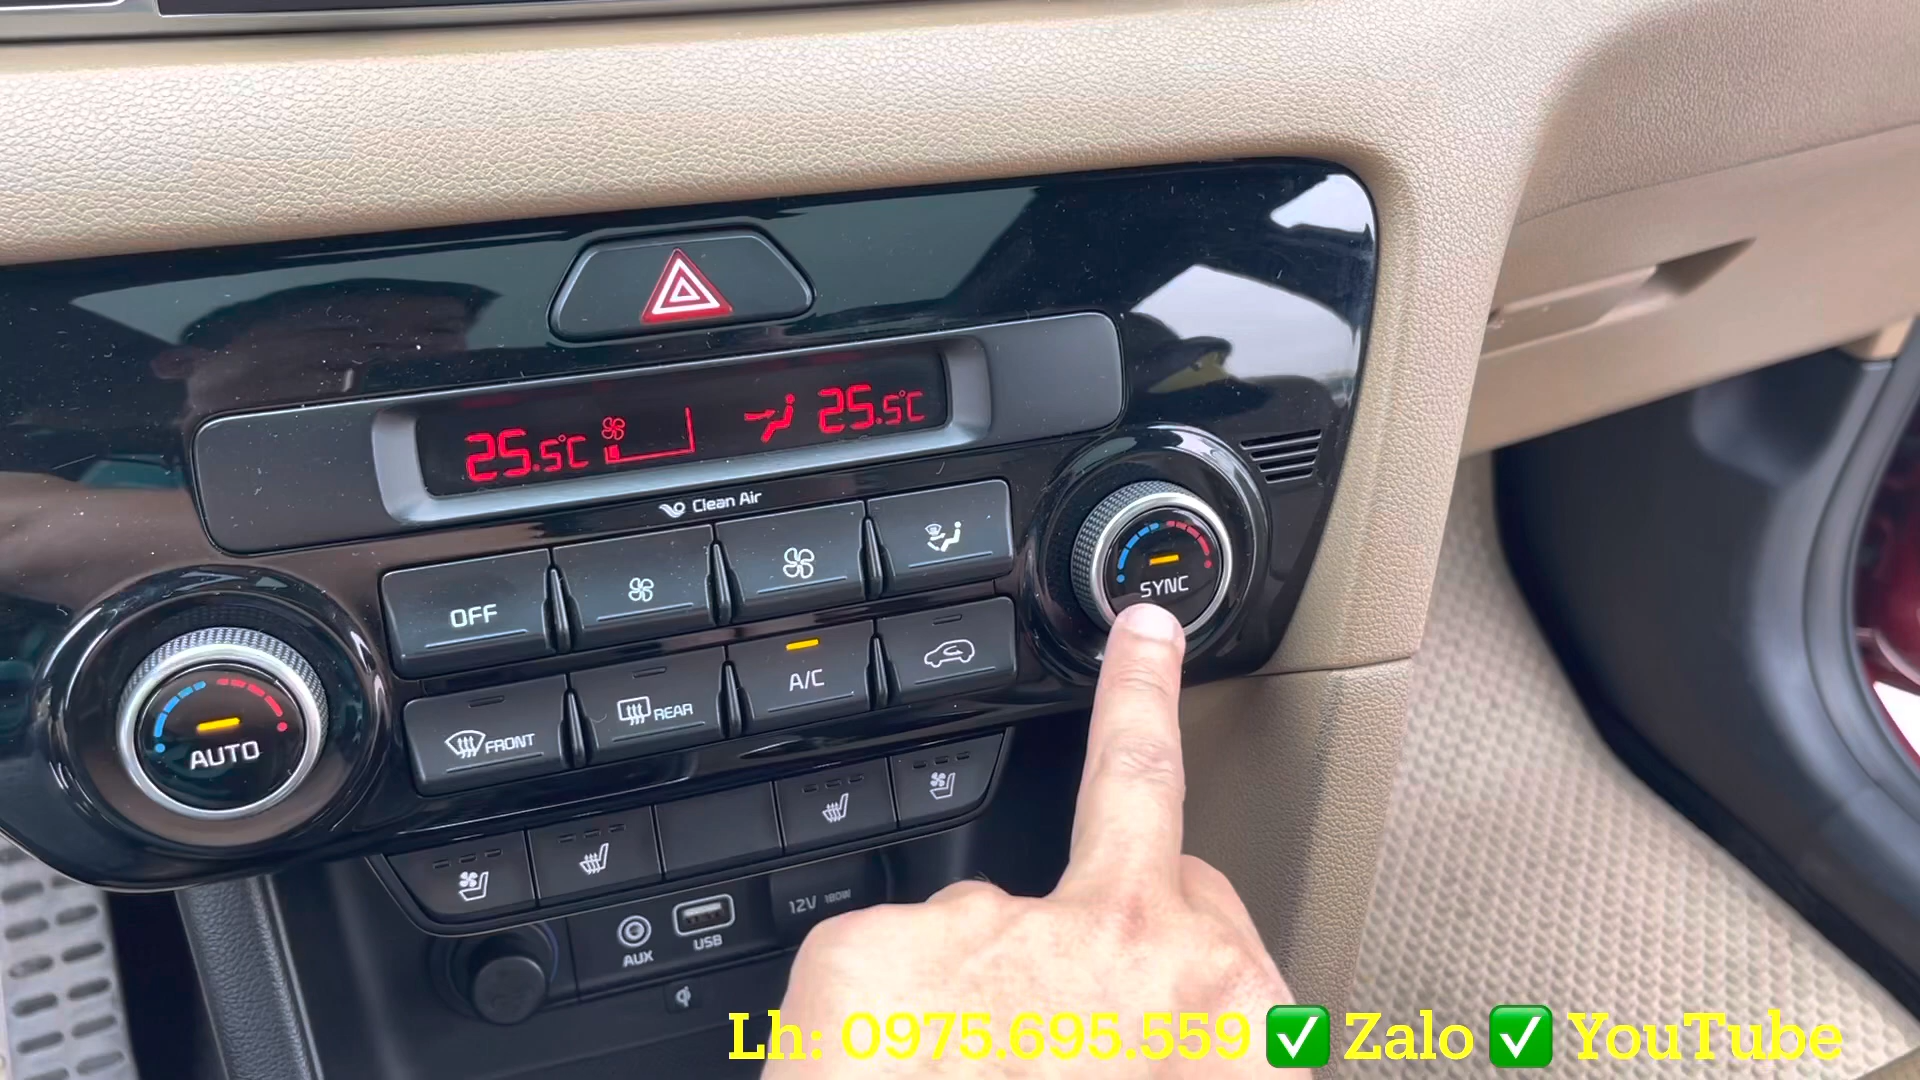 25.5°C
25.5°C
Clean Air
OFF
SYNC
AUTO
FRONT
REAR
A/C
AUX
USB
12V 180W
Lh: 0975.695.559 ✅ Zalo ✅ YouTube